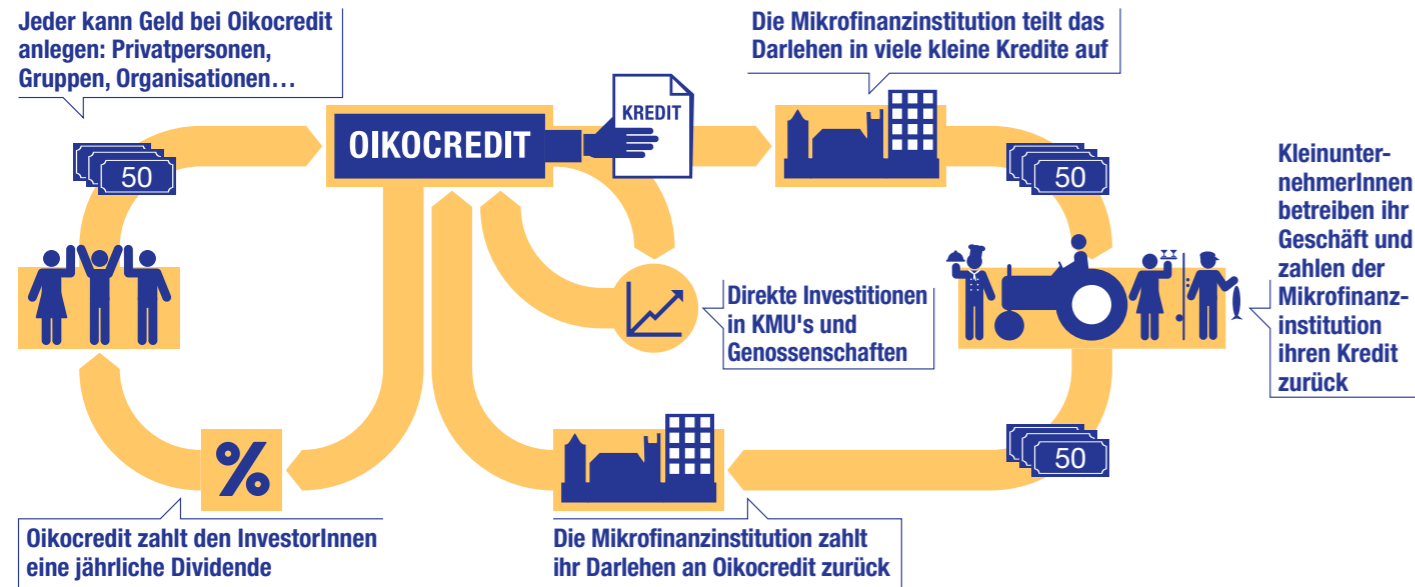 Jeder kann Geld bei Oikocredit
anlegen: Privatpersonen,
Gruppen, Organisationen…
Die Mikrofinanzinstitution teilt das
Darlehen in viele kleine Kredite auf
OIKOCREDIT
KREDIT
50
50
Kleinunter-
nehmerInnen
betreiben ihr
Geschäft und
zahlen der
Mikrofinanz-
institution
ihren Kredit
zurück
Direkte Investitionen
in KMU's und
Genossenschaften
%
50
Oikocredit zahlt den InvestorInnen
eine jährliche Dividende
Die Mikrofinanzinstitution zahlt
ihr Darlehen an Oikocredit zurück